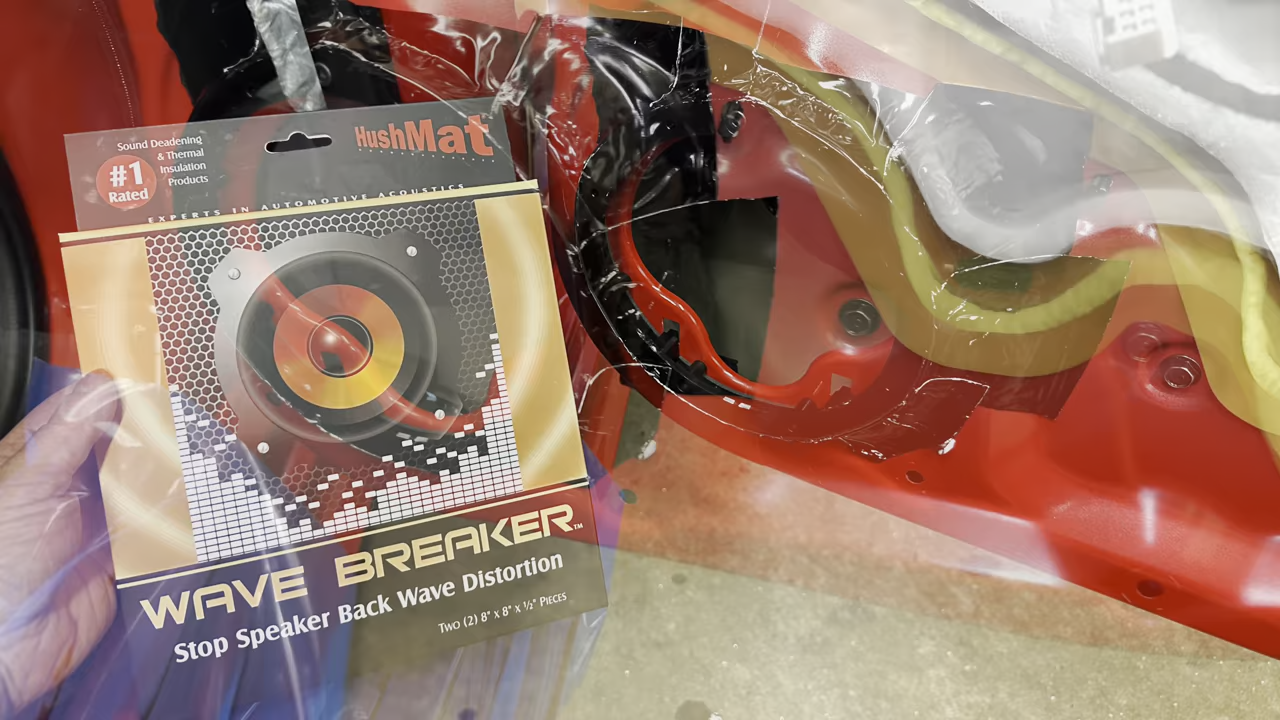 Sound Deadening
& Thermal
Insulation
Products
#1
Rated
HushMat
EXPERTS IN AUTOMOTIVE ACOUSTICS
WAVE BREAKER™
Stop Speaker Back Wave Distortion
TWO (2) 8" X 8" X ½" PIECES